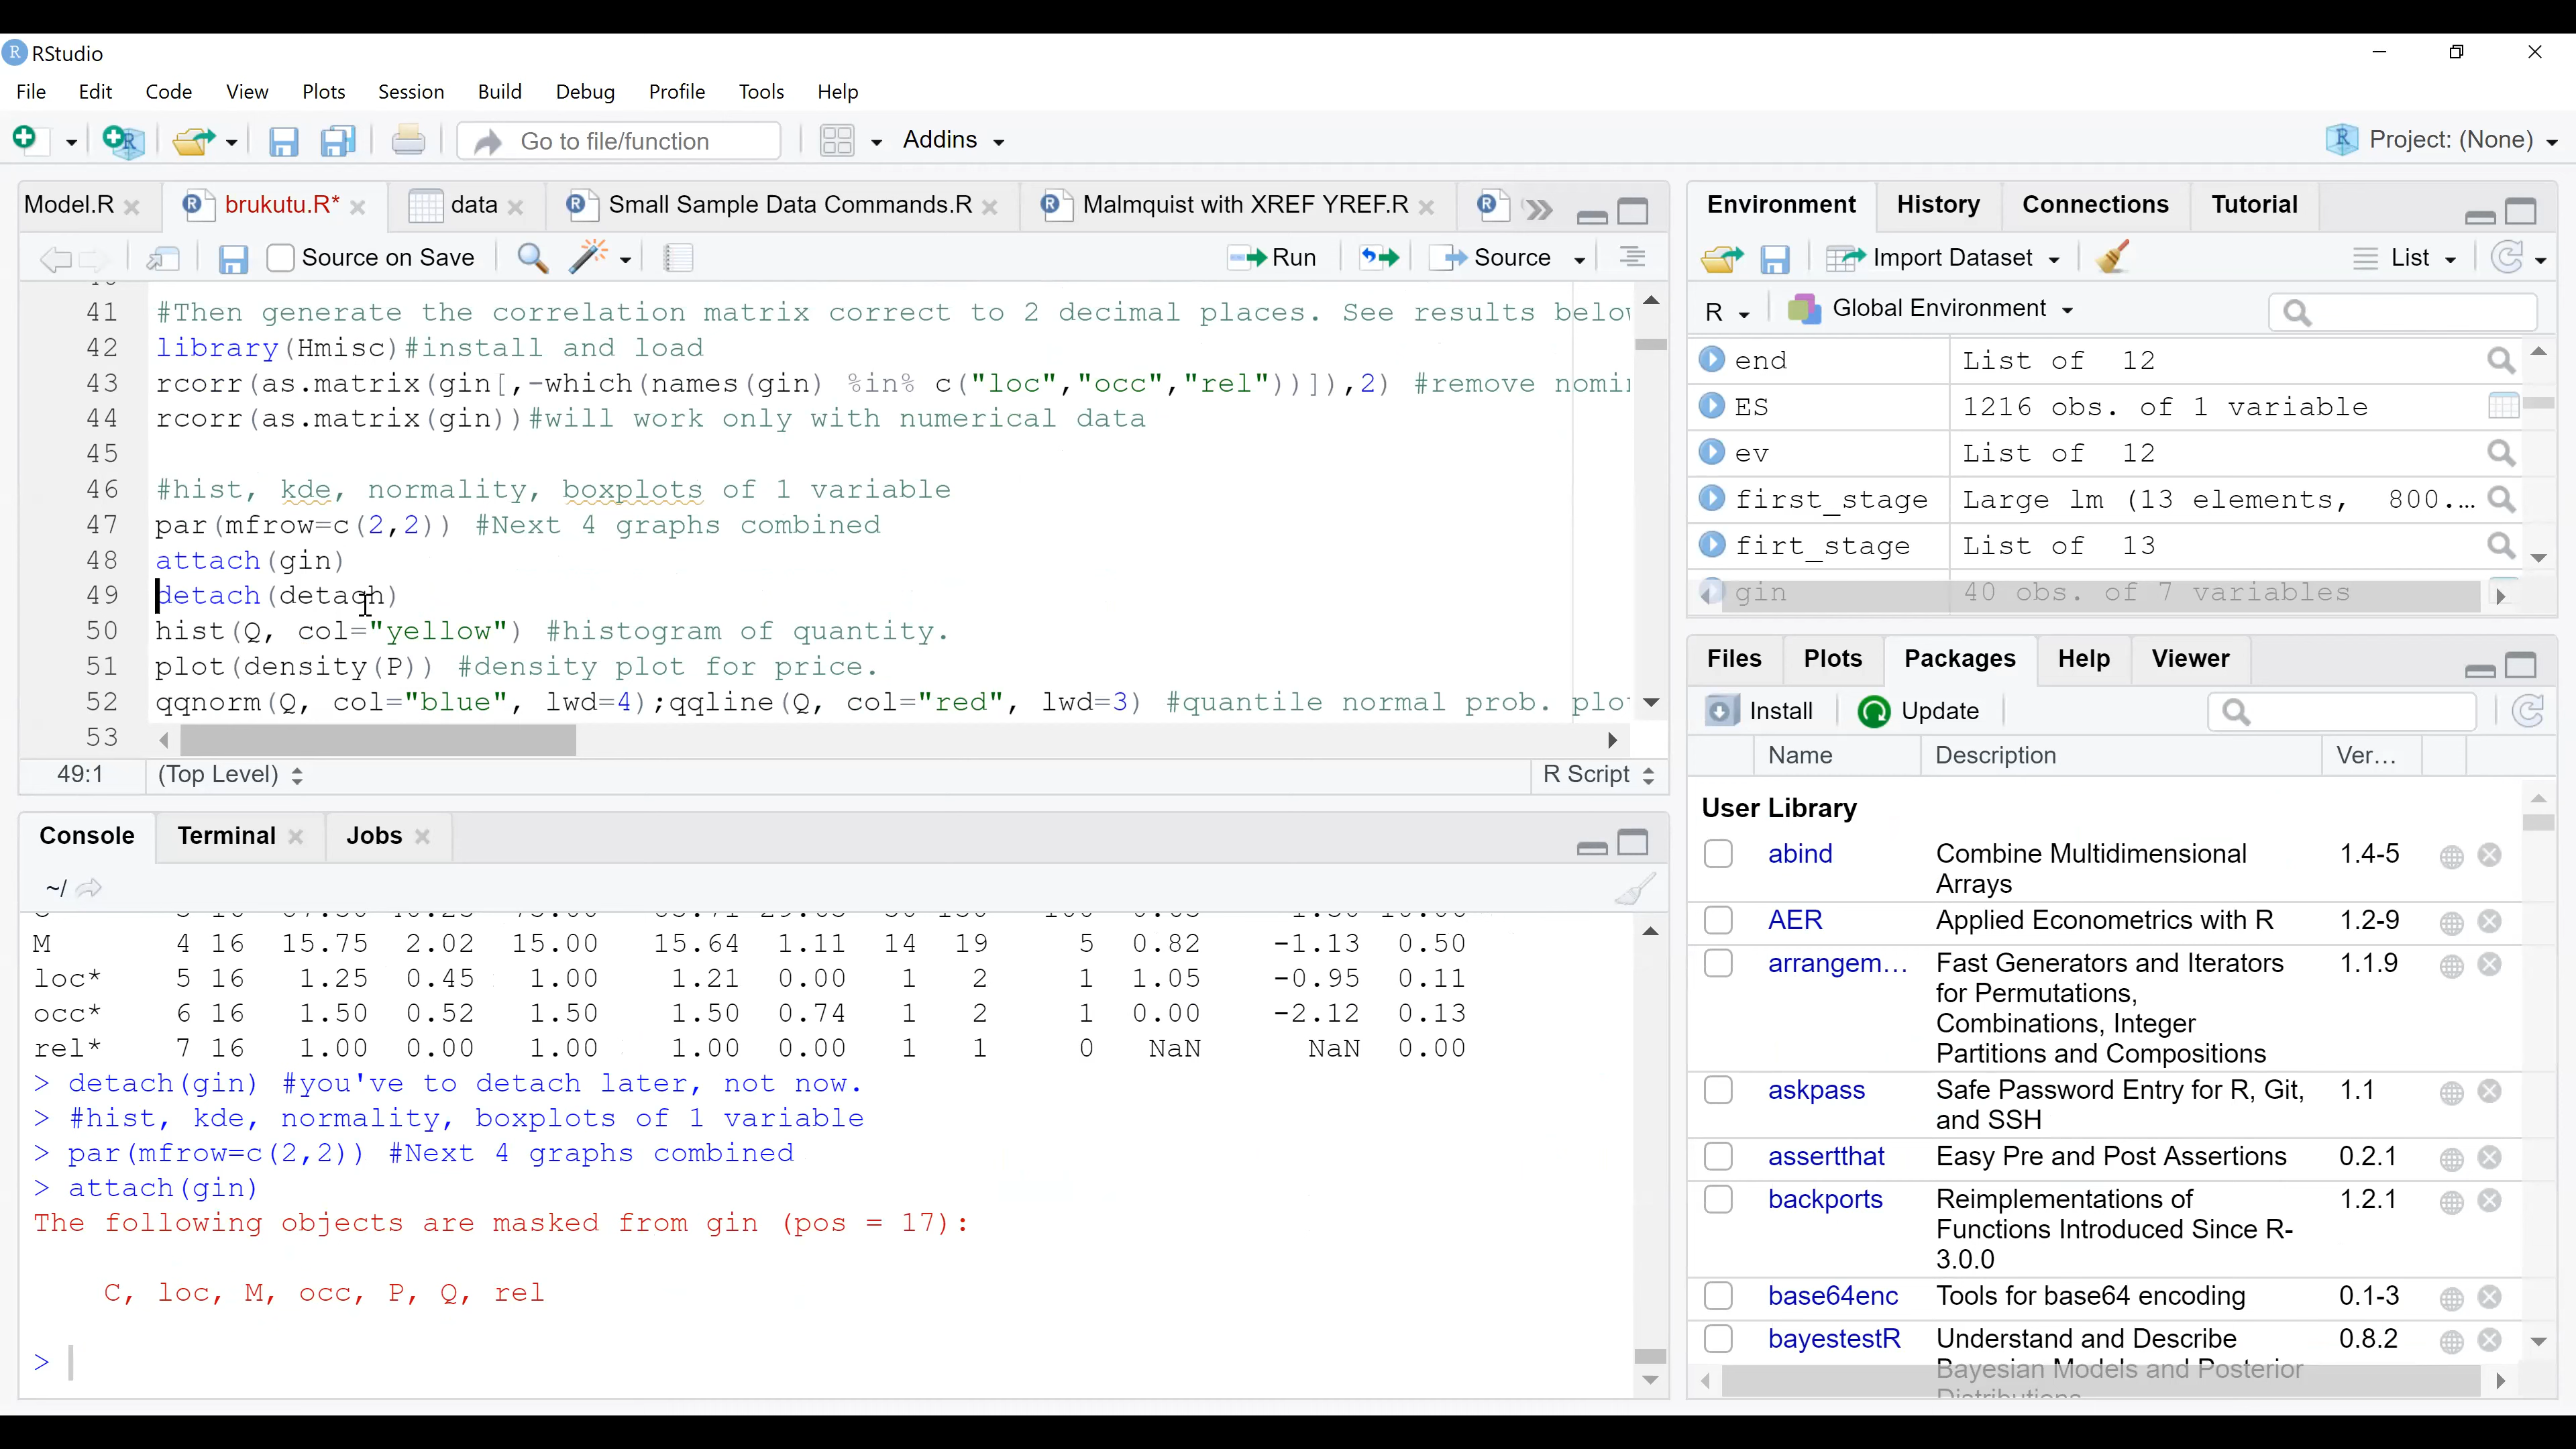 RStudio
File Edit Code View Plots Session Build Debug Profile Tools Help
Go to file/function Addins Project: (None)
Model.R brukutu.R* data Small Sample Data Commands.R Malmquist with XREF YREF.R
Source on Save Run Source
41 #Then generate the correlation matrix correct to 2 decimal places. See results
42 library(Hmisc)#install and load
43 rcorr(as.matrix(gin[,-which(names(gin) %in% c("loc","occ","rel"))]),2) #remove
44 rcorr(as.matrix(gin))#will work only with numerical data
45
46 #hist, kde, normality, boxplots of 1 variable
47 par(mfrow=c(2,2)) #Next 4 graphs combined
48 attach(gin)
49 detach(detach)
50 hist(Q, col="yellow") #histogram of quantity.
51 plot(density(P)) #density plot for price.
52 qqnorm(Q, col="blue", lwd=4);qqline(Q, col="red", lwd=3) #quantile normal prob.
53
49:1 (Top Level) R Script
Console Terminal Jobs
~/
M 4 16 15.75 2.02 15.00 15.64 1.11 14 19 5 0.82 -1.13 0.50
loc* 5 16 1.25 0.45 1.00 1.21 0.00 1 2 1 1.05 -0.95 0.11
occ* 6 16 1.50 0.52 1.50 1.50 0.74 1 2 1 0.00 -2.12 0.13
rel* 7 16 1.00 0.00 1.00 1.00 0.00 1 1 0 NaN NaN 0.00
> detach(gin) #you've to detach later, not now.
> #hist, kde, normality, boxplots of 1 variable
> par(mfrow=c(2,2)) #Next 4 graphs combined
> attach(gin)
The following objects are masked from gin (pos = 17):
C, loc, M, occ, P, Q, rel
>
Environment History Connections Tutorial
Import Dataset List
R Global Environment
end List of 12
ES 1216 obs. of 1 variable
ev List of 12
first_stage Large lm (13 elements, 800....
firt_stage List of 13
gin 40 obs. of 7 variables
Files Plots Packages Help Viewer
Install Update
Name Description Ver...
User Library
abind Combine Multidimensional 1.4-5
Arrays
AER Applied Econometrics with R 1.2-9
arrangem... Fast Generators and Iterators 1.1.9
for Permutations,
Combinations, Integer
Partitions and Compositions
askpass Safe Password Entry for R, Git, 1.1
and SSH
assertthat Easy Pre and Post Assertions 0.2.1
backports Reimplementations of 1.2.1
Functions Introduced Since R-
3.0.0
base64enc Tools for base64 encoding 0.1-3
bayestestR Understand and Describe 0.8.2
Bayesian Models and Posterior